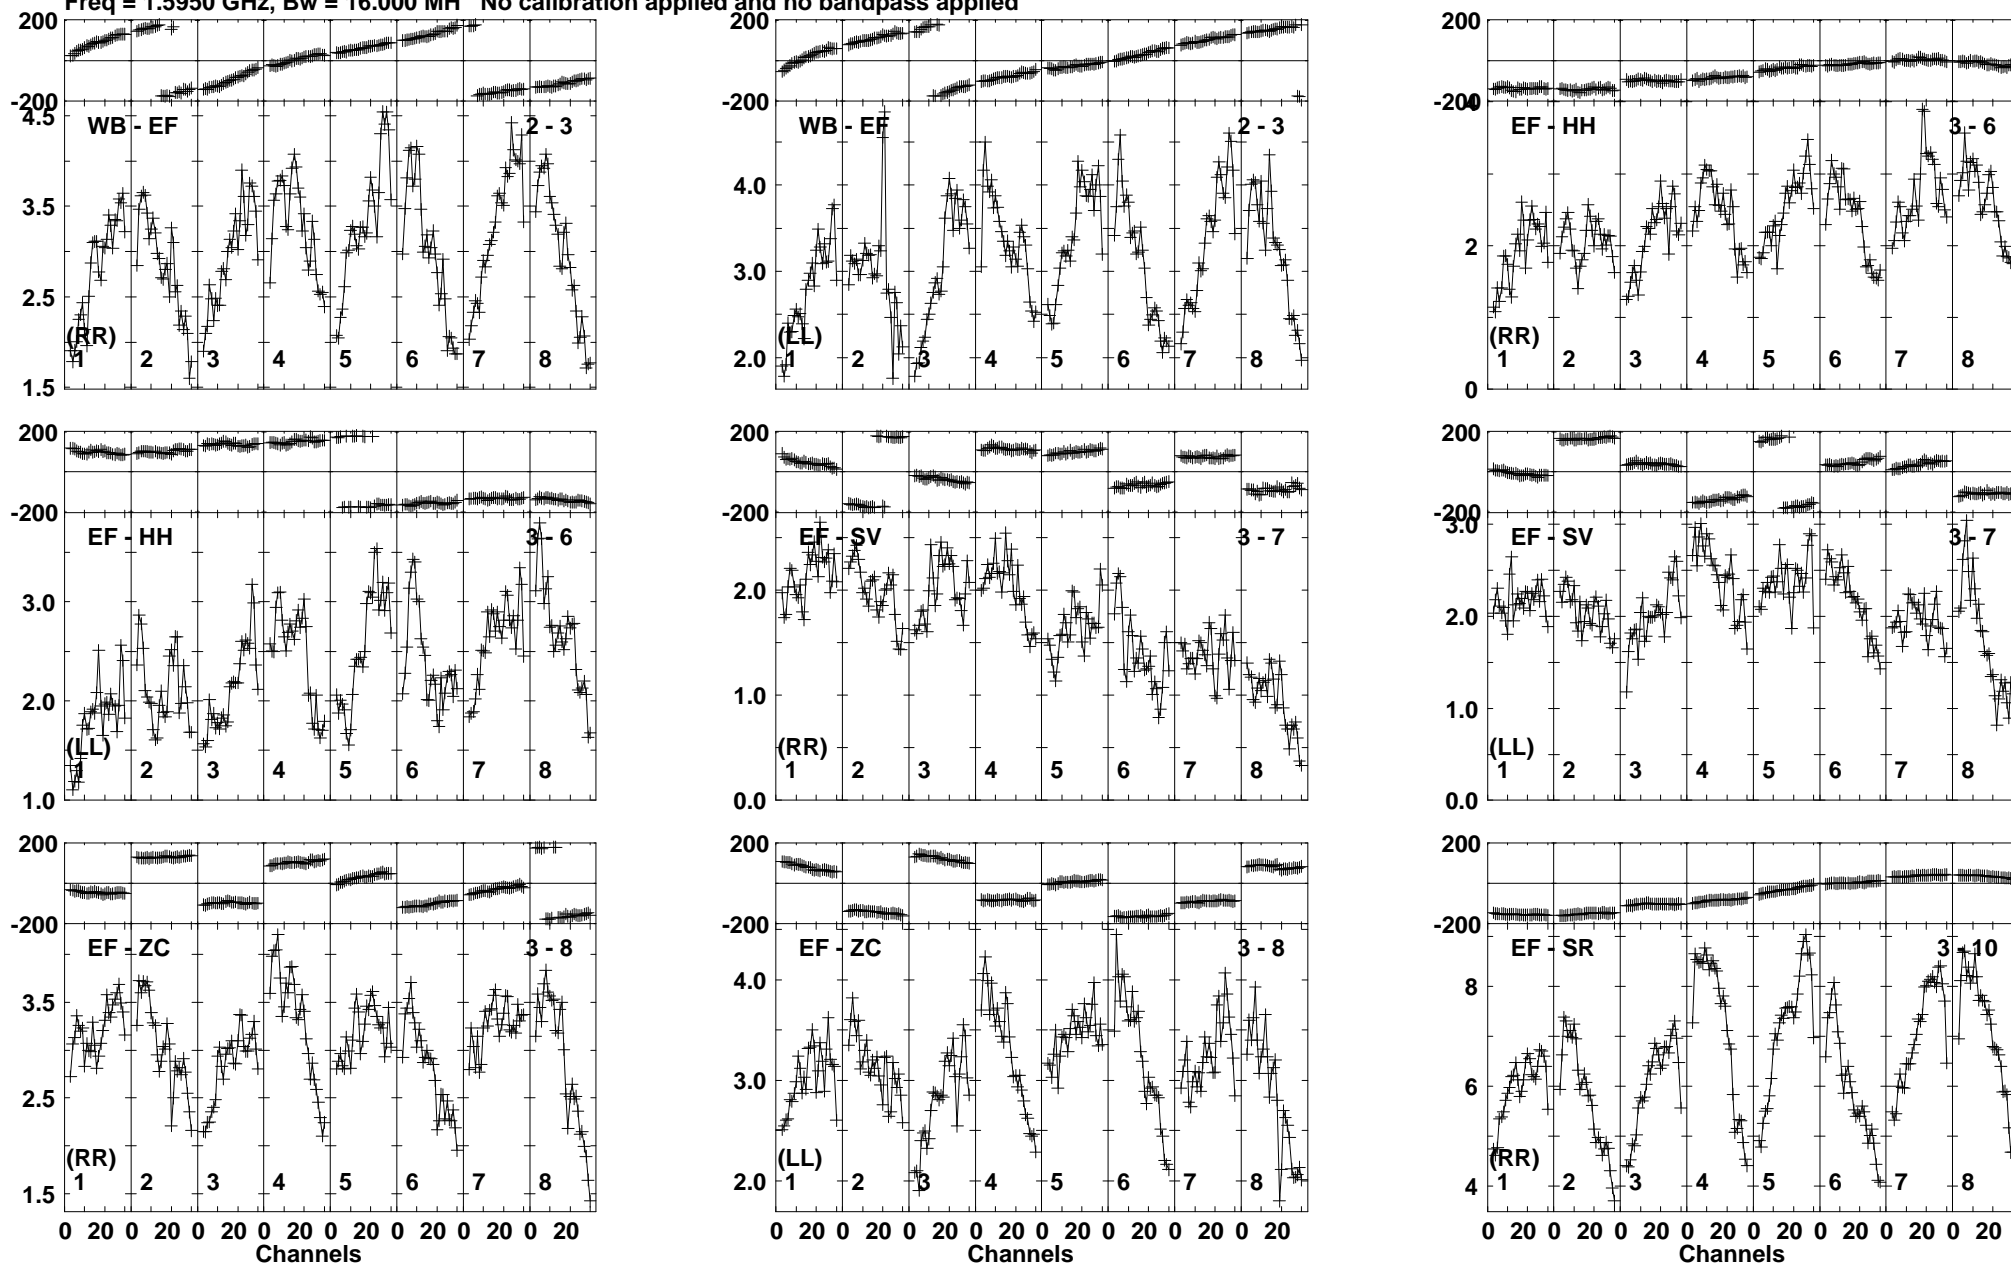 Freq = 1.5950 GHz, Bw = 16.000 MH No calibration applied and no bandpass applied
200 200 200
-200 -200 -200
4.5 WB - EF 2 - 3 WB - EF 2 - 3 4 EF - HH 3 - 6
3.5 4.0
2.5 3.0 2
(RR) (LL) (RR)
1 2 3 4 5 6 7 8 2.0 1 2 3 4 5 6 7 8 1 2 3 4 5 6 7 8
1.5 0
200 200 200
-200 -200 -200
EF - HH 3 - 6 EF - SV 3 - 7 3.0 EF - SV 3 - 7
3.0 2.0 2.0
2.0 1.0 1.0
(LL) (RR) (LL)
1 2 3 4 5 6 7 8 1 2 3 4 5 6 7 8 1 2 3 4 5 6 7 8
1.0 0.0 0.0
200 200 200
-200 -200 -200
EF - ZC 3 - 8 EF - ZC 3 - 8 EF - SR 3 - 10
3.5 4.0 8
2.5 3.0 6
(RR) (LL) (RR)
1.5 1 2 3 4 5 6 7 8 2.0 1 2 3 4 5 6 7 8 4 1 2 3 4 5 6 7 8
0 20 0 20 0 20 0 20 0 20 0 20 0 20 0 20 0 20 0 20 0 20 0 20 0 20 0 20 0 20 0 20 0 20 0 20 0 20 0 20 0 20 0 20 0 20 0 20
Channels Channels Channels